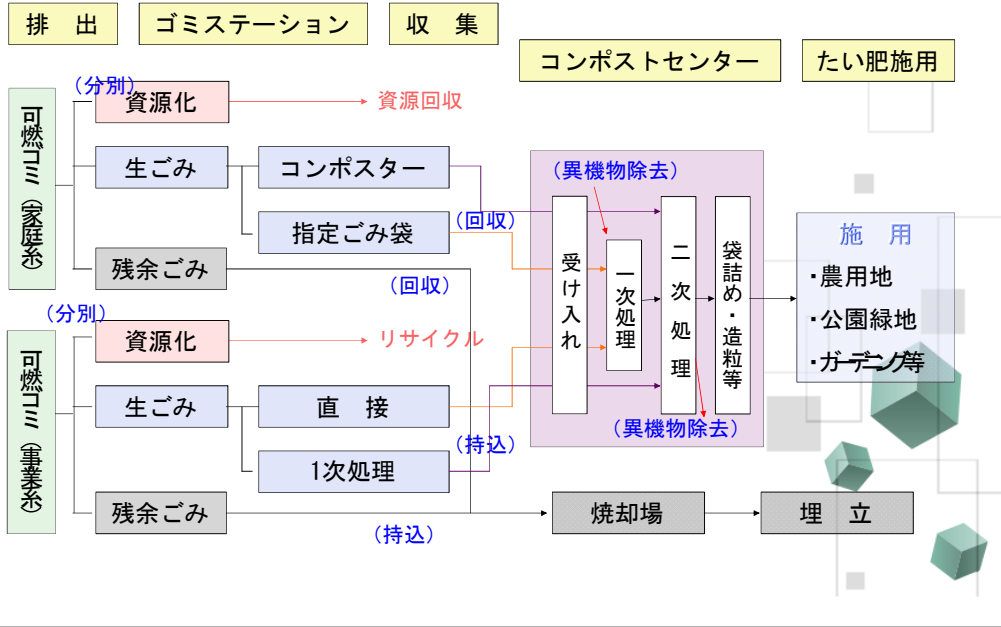 排　出
ゴミステーション
収　集
コンポストセンター
たい肥施用
可燃ゴミ（家庭系）
（分別）
資源化
資源回収
生ごみ
コンポスター
指定ごみ袋
（回収）
残余ごみ
（回収）
可燃ゴミ（事業系）
（分別）
資源化
リサイクル
生ごみ
直　接
1次処理
（持込）
残余ごみ
（持込）
（異機物除去）
受け入れ
一次処理
二次処理
袋詰め・造粒等
（異機物除去）
施　用
・農用地
・公園緑地
・ガーデニング等
焼却場
埋　立